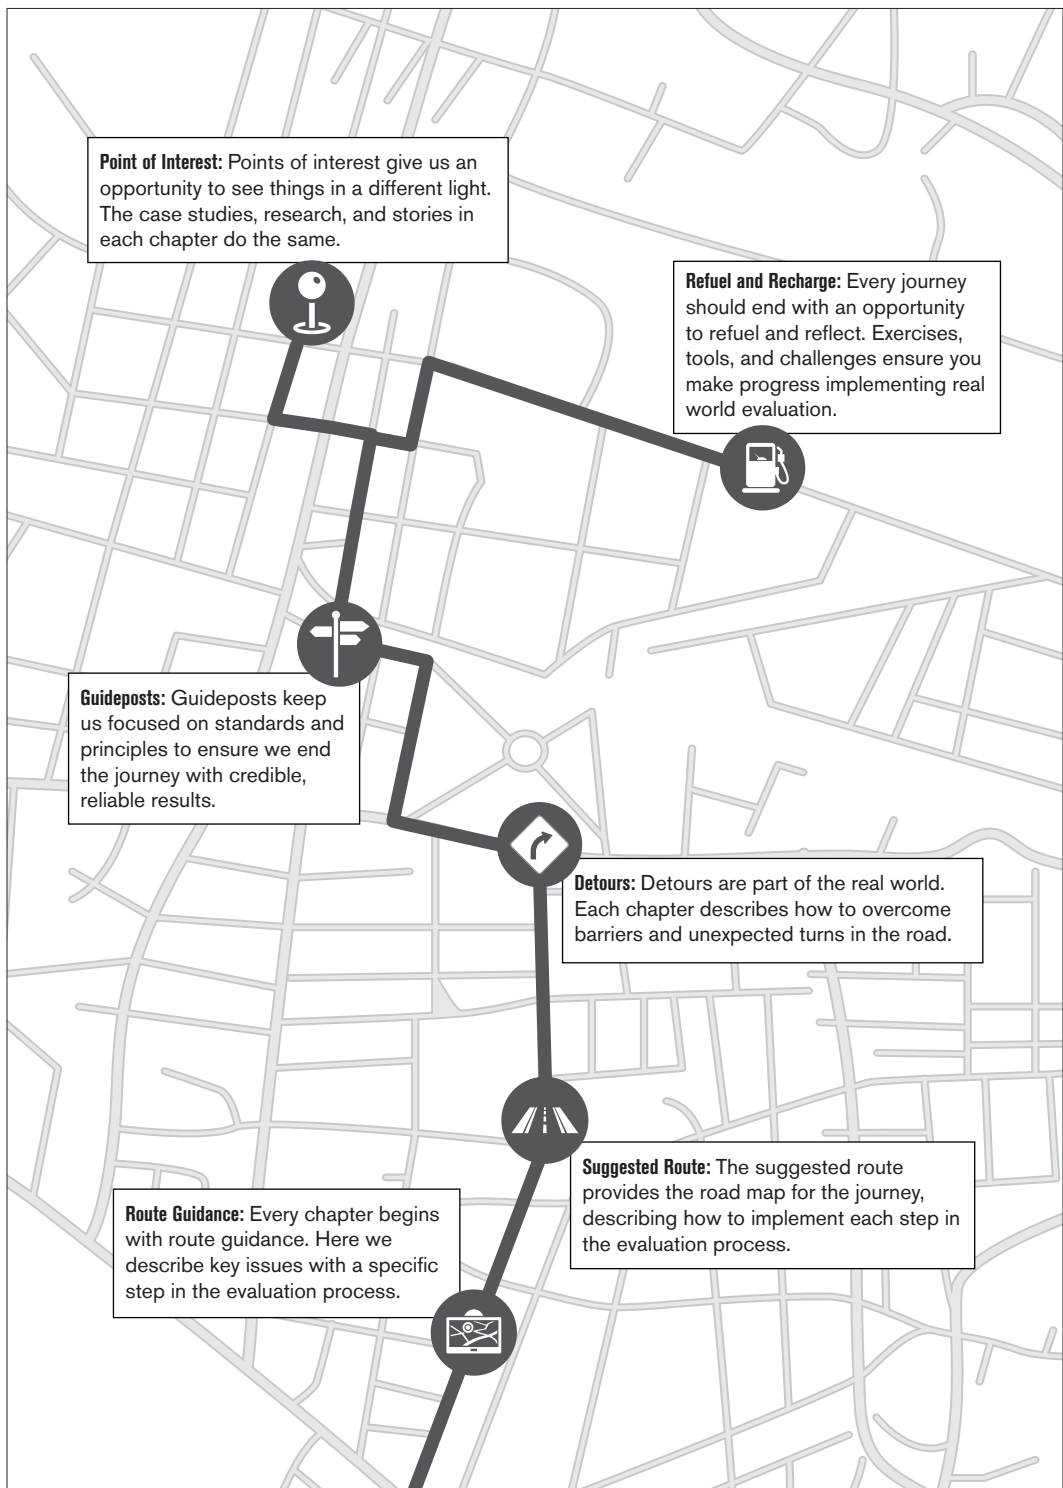 Point of Interest: Points of interest give us an
opportunity to see things in a different light.
The case studies, research, and stories in
each chapter do the same.
Refuel and Recharge: Every journey
should end with an opportunity
to refuel and reflect. Exercises,
tools, and challenges ensure you
make progress implementing real
world evaluation.
Guideposts: Guideposts keep
us focused on standards and
principles to ensure we end
the journey with credible,
reliable results.
Detours: Detours are part of the real world.
Each chapter describes how to overcome
barriers and unexpected turns in the road.
Suggested Route: The suggested route
provides the road map for the journey,
describing how to implement each step in
the evaluation process.
Route Guidance: Every chapter begins
with route guidance. Here we
describe key issues with a specific
step in the evaluation process.